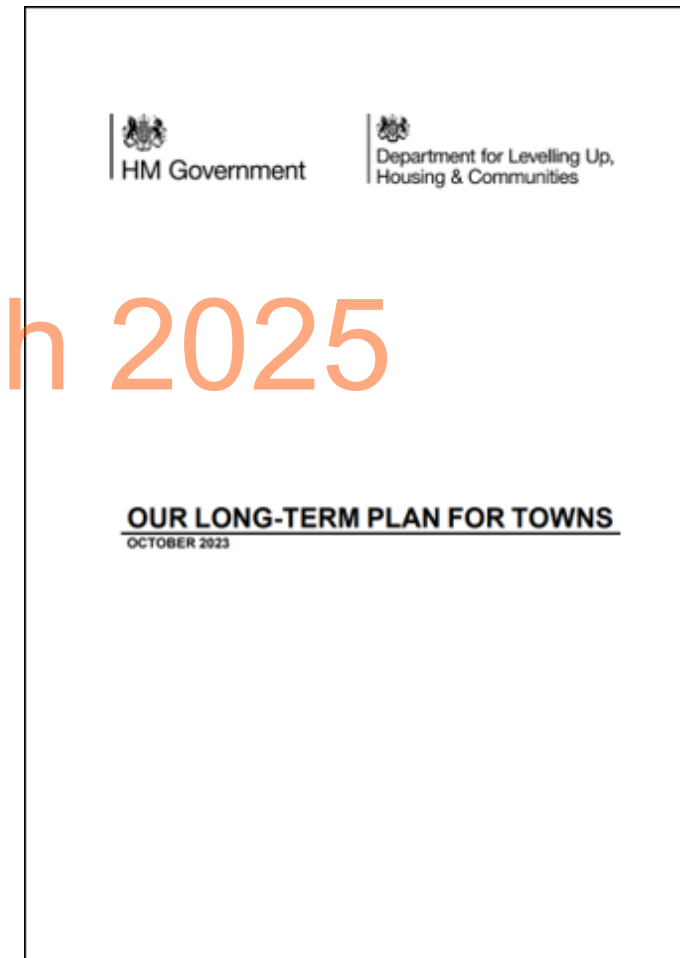 HM Government
Department for Levelling Up,
Housing & Communities
h 2025
OUR LONG-TERM PLAN FOR TOWNS
OCTOBER 2023